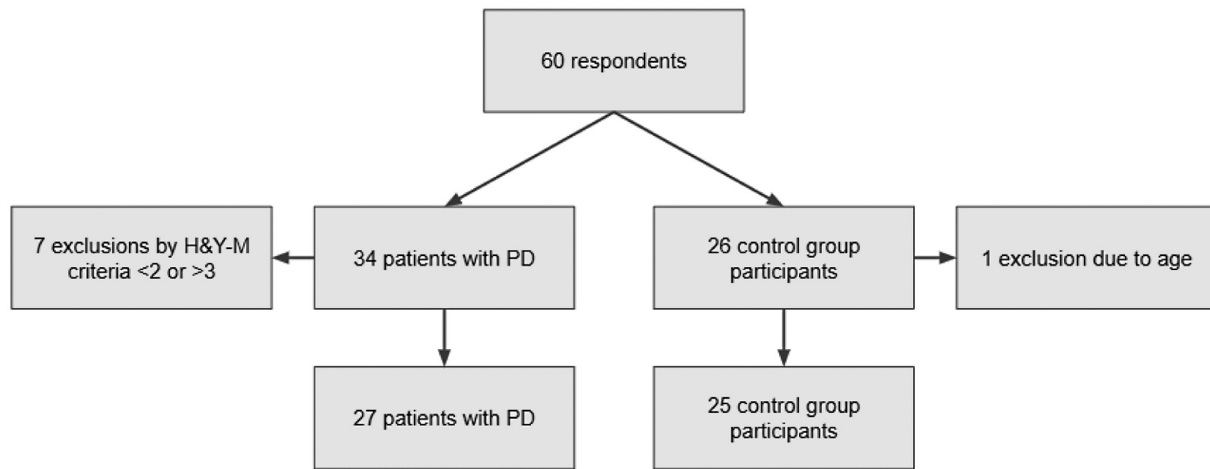 60 respondents
7 exclusions by H&Y-M
criteria <2 or >3
34 patients with PD
26 control group
participants
1 exclusion due to age
27 patients with PD
25 control group
participants